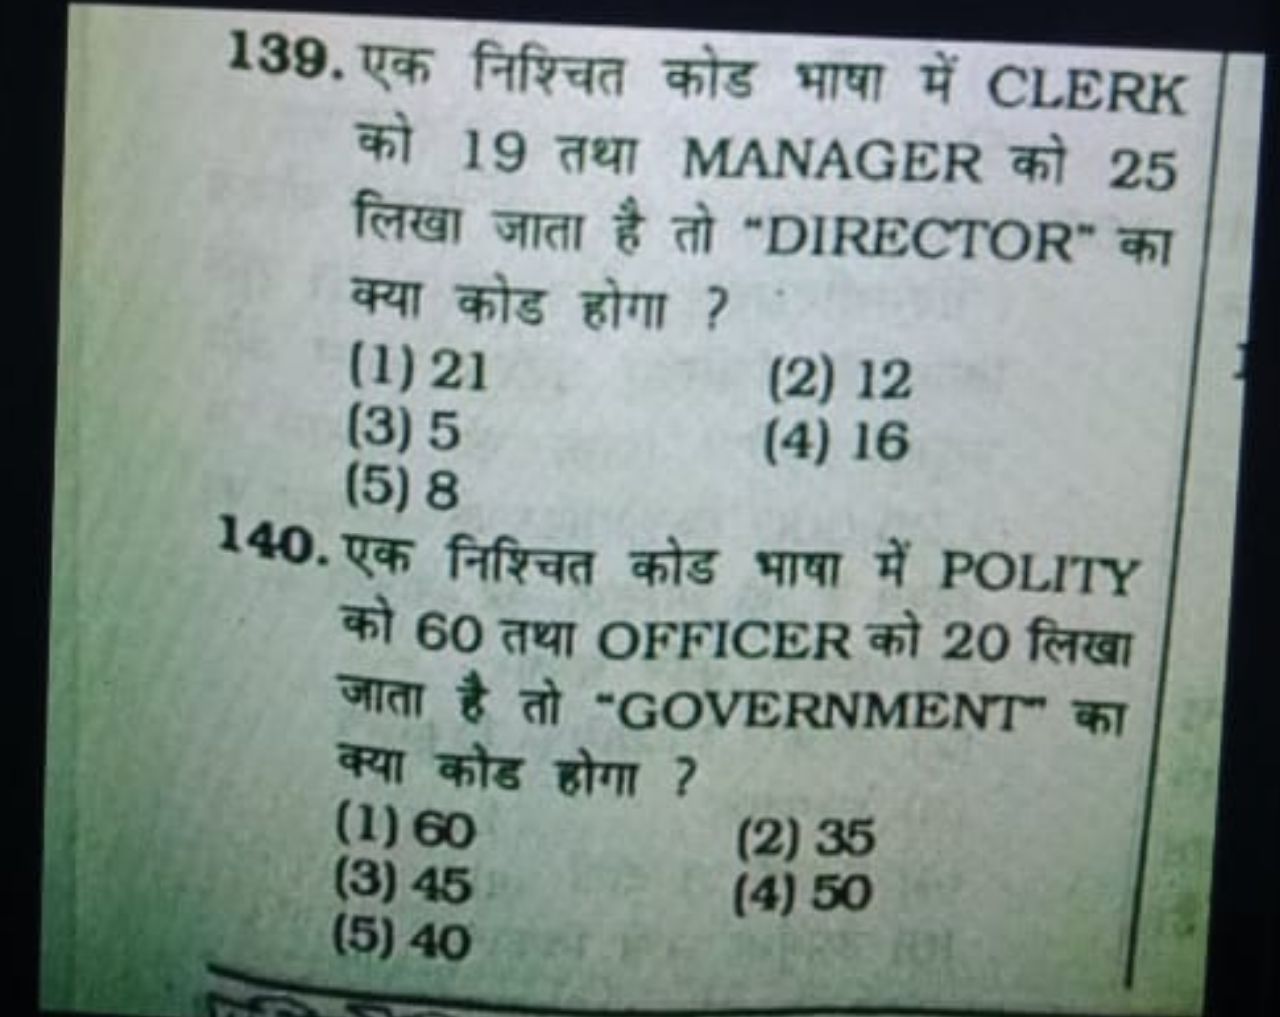 139. एक निश्चित कोड भाषा में CLERK
को 19 तथा MANAGER को 25
लिखा जाता है तो "DIRECTOR" का
क्या कोड होगा ?
(1) 21 (2) 12
(3) 5 (4) 16
(5) 8
140. एक निश्चित कोड भाषा में POLITY
को 60 तथा OFFICER को 20 लिखा
जाता है तो "GOVERNMENT" का
क्या कोड होगा ?
(1) 60 (2) 35
(3) 45 (4) 50
(5) 40